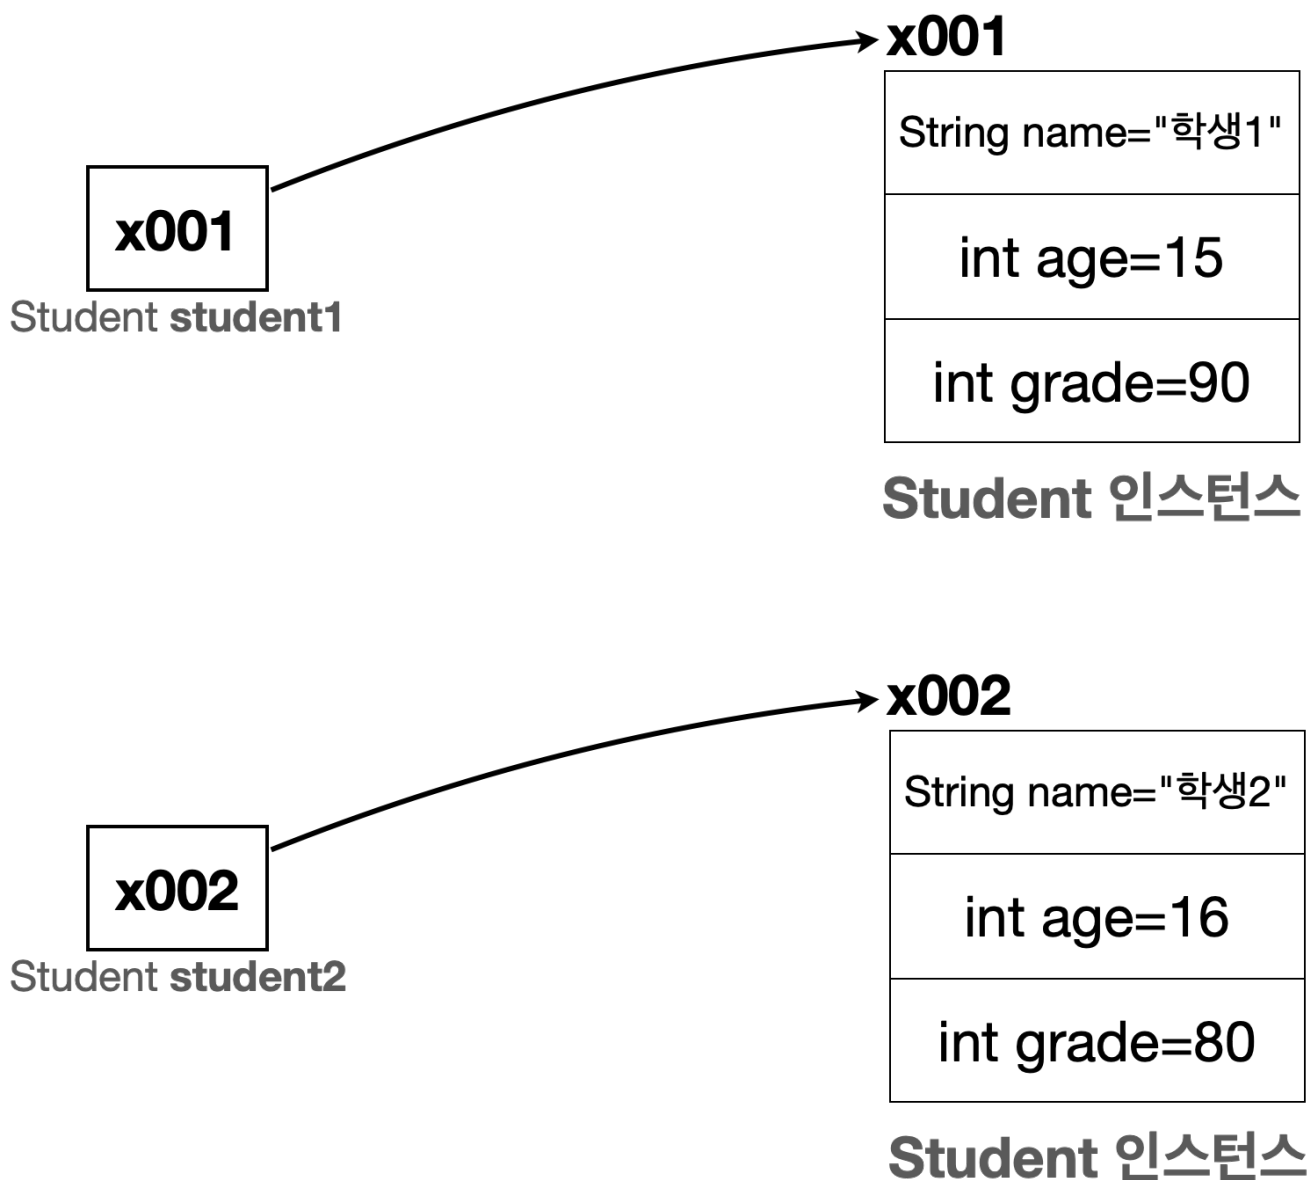 x001
String name="학생1"
x001
Student student1
int age=15
int grade=90
Student 인스턴스
x002
String name="학생2"
x002
Student student2
int age=16
int grade=80
Student 인스턴스